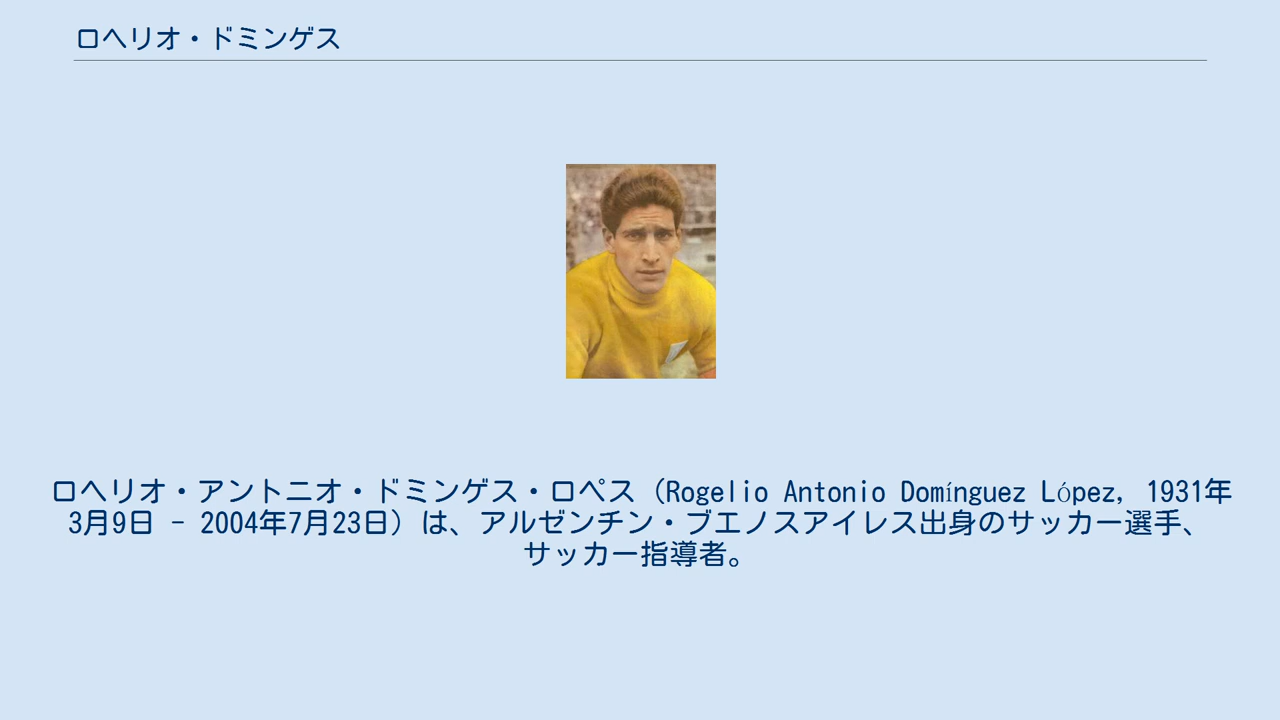 ロヘリオ・ドミンゲス
ロヘリオ・アントニオ・ドミンゲス・ロペス（Rogelio Antonio Domínguez López, 1931年
3月9日 - 2004年7月23日）は、アルゼンチン・ブエノスアイレス出身のサッカー選手、
サッカー指導者。